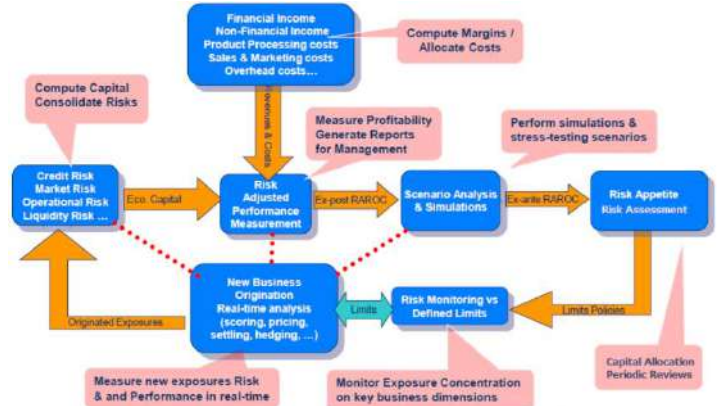 Financial Income
Non-Financial Income
Product Processing costs
Sales & Marketing costs
Overhead costs...
Compute Margins /
Allocate Costs
Compute Capital
Consolidate Risks
Revenues & Costs
Measure Profitability
Generate Reports
for Management
Perform simulations &
stress-testing scenarios
Credit Risk
Market Risk
Operational Risk
Liquidity Risk ...
Eco. Capital
Risk
Adjusted
Performance
Measurement
Ex-post RAROC
Scenario Analysis
& Simulations
Ex-ante RAROC
Risk Appetite
Risk Assessment
New Business
Origination
Real-time analysis
(scoring, pricing,
settling, hedging, ...)
Originated Exposures
Limits
Risk Monitoring vs
Defined Limits
Limits Policies
Measure new exposures Risk
& and Performance in real-time
Monitor Exposure Concentration
on key business dimensions
Capital Allocation
Periodic Reviews